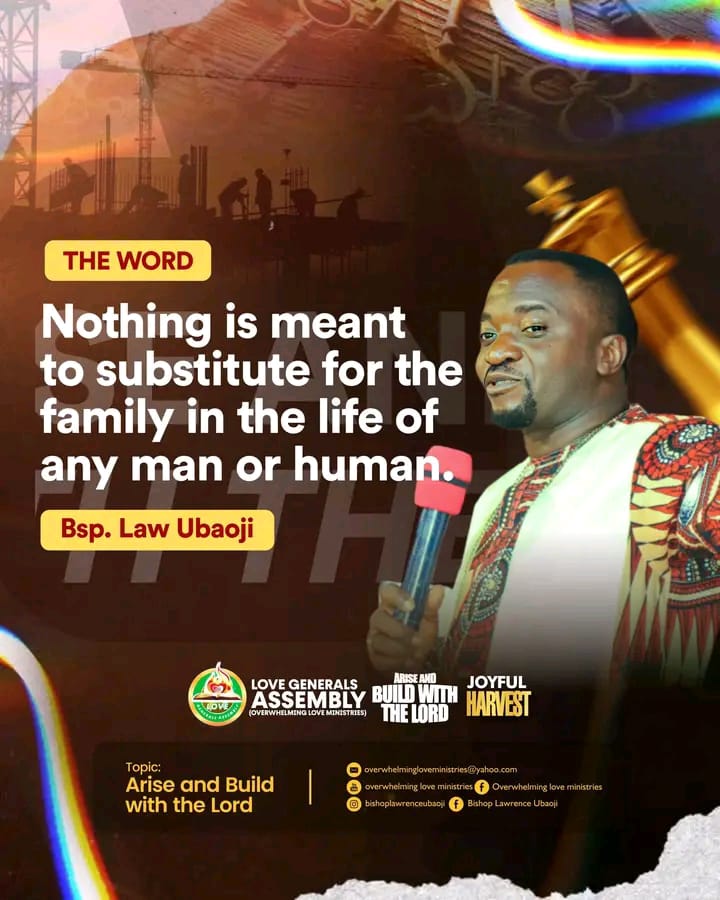 THE WORD
Nothing is meant
to substitute for the
family in the life of
any man or human.
Bsp. Law Ubaoji
LOVE
LOVE GENERALS
ASSEMBLY
(OVERWHELMING LOVE MINISTRIES)
ARISE AND
BUILD WITH
THE LORD
JOYFUL
HARVEST
Topic:
Arise and Build
with the Lord
overwhelmingloveministries@yahoo.com
overwhelming love ministries Overwhelming love ministries
bishoplawrenceubaoji Bishop Lawrence Ubaoji